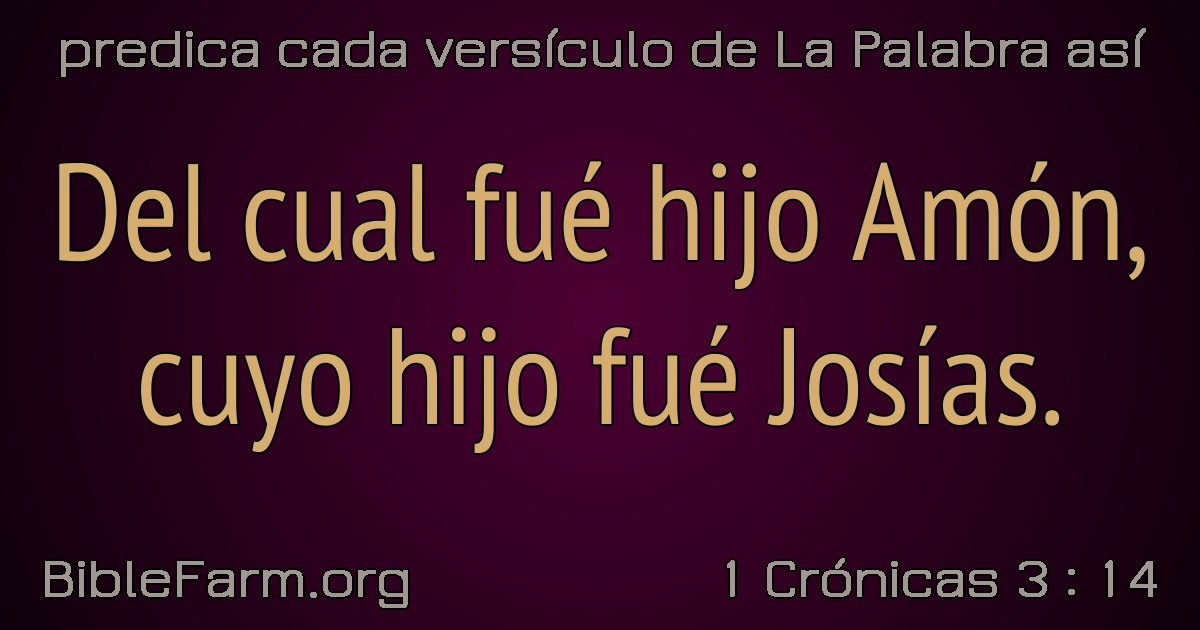 predica cada versículo de La Palabra así
Del cual fué hijo Amón,
cuyo hijo fué Josías.
BibleFarm.org
1 Crónicas 3 : 14